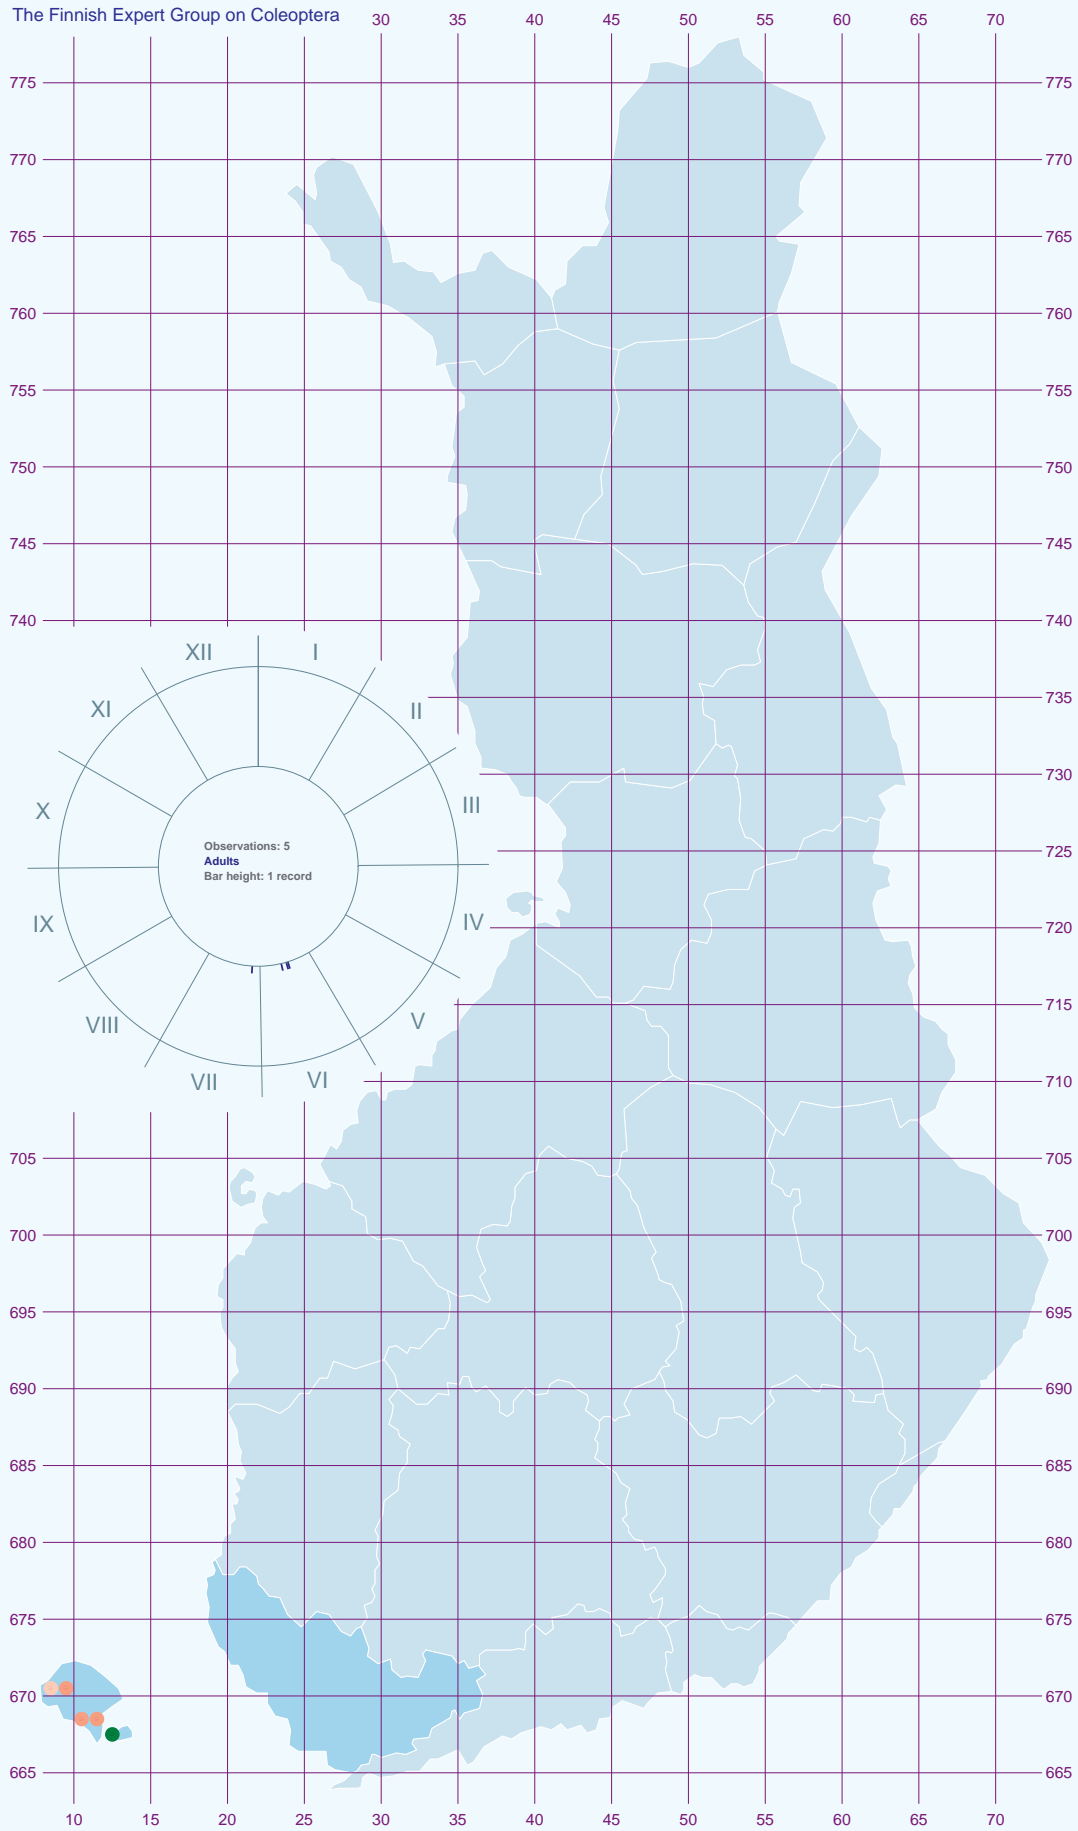 The Finnish Expert Group on Coleoptera 30 35 40 45 50 55 60 65 70
775 775
770 770
765 765
760 760
755 755
750 750
745 745
740 740
XII I
XI II
735
730
X III
725
Observations: 5
Adults
Bar height: 1 record
IX IV
720
715
VIII V
VII VI
710
705 705
700 700
695 695
690 690
685 685
680 680
675 675
670 670
665 665
10 15 20 25 30 35 40 45 50 55 60 65 70